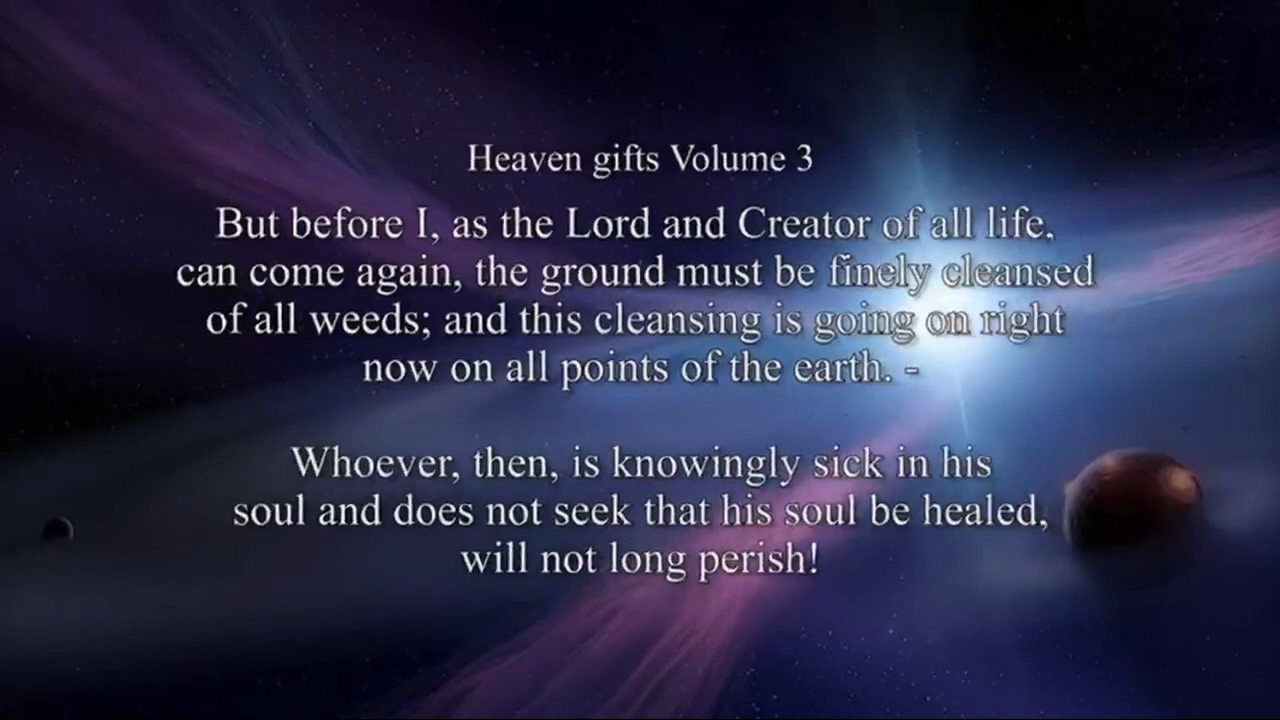 Heaven gifts Volume 3
But before I, as the Lord and Creator of all life,
can come again, the ground must be finely cleansed
of all weeds; and this cleansing is going on right
now on all points of the earth. -
Whoever, then, is knowingly sick in his
soul and does not seek that his soul be healed,
will not long perish!